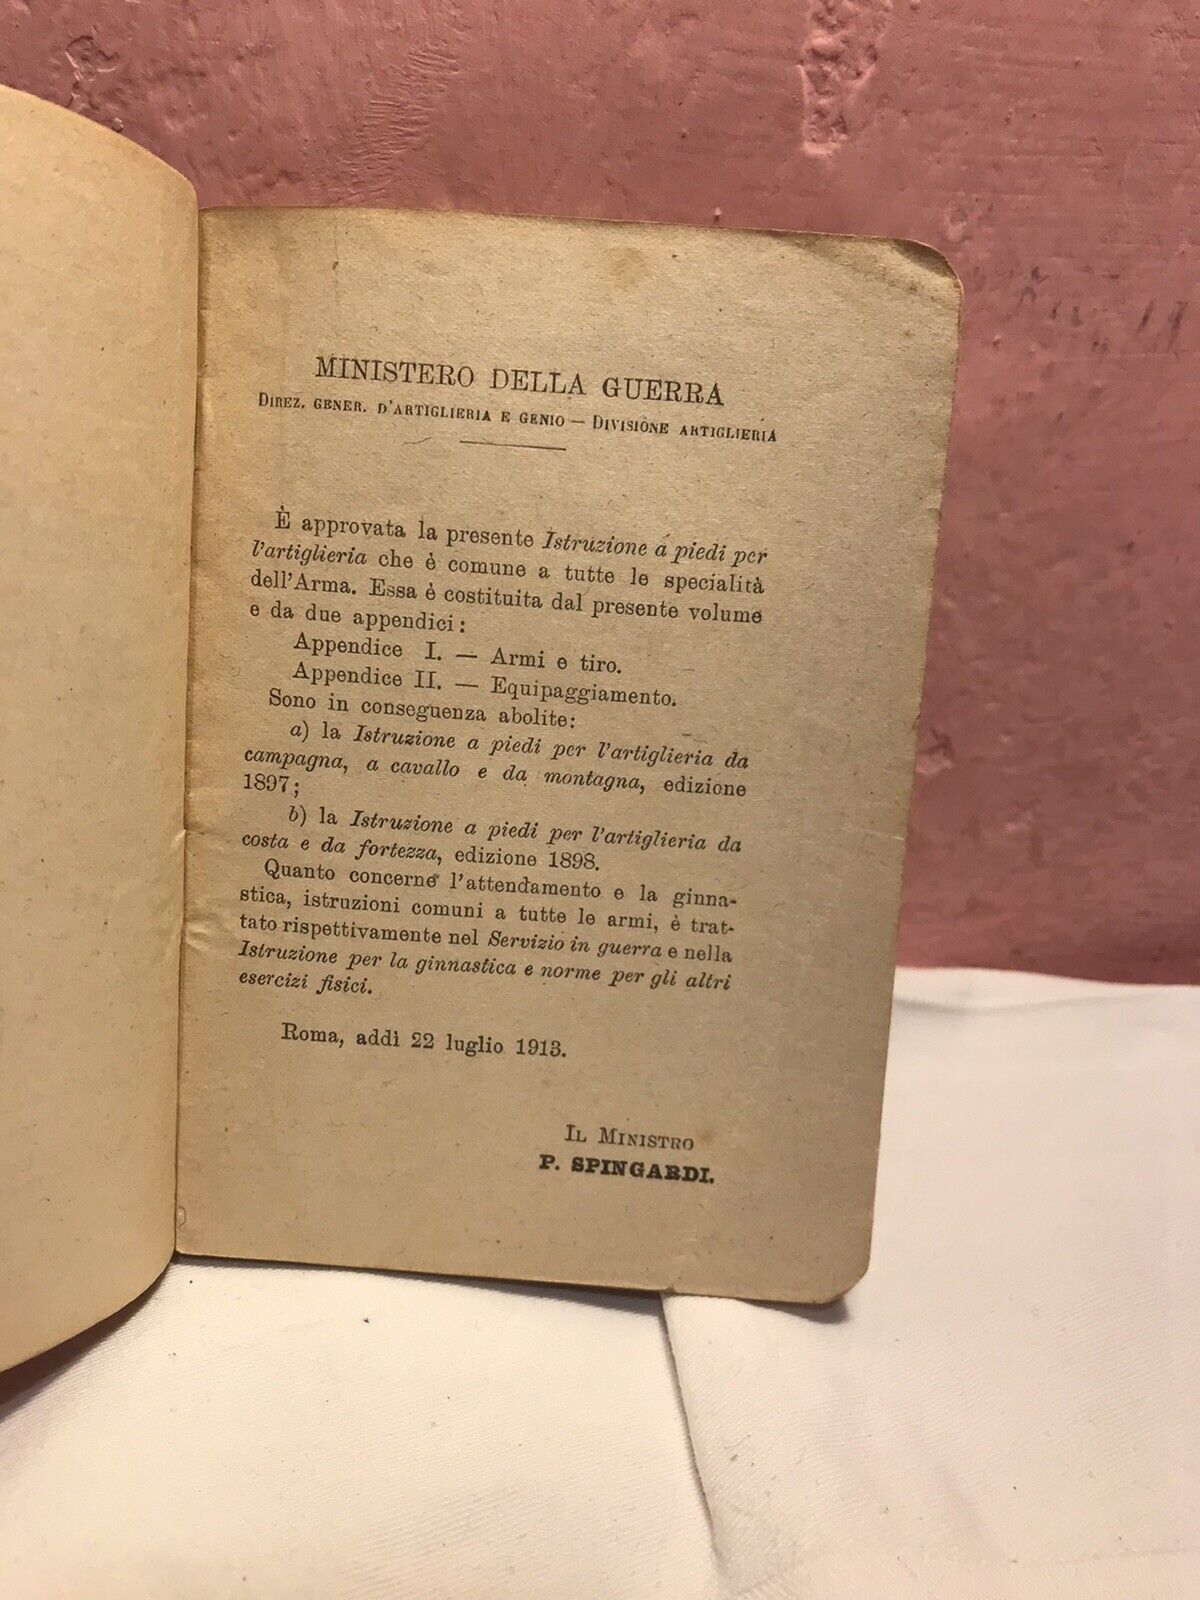 MINISTERO DELLA GUERRA
DIREZ. GENER. D'ARTIGLIERIA E GENIO — DIVISIONE ARTIGLIERIA
È approvata la presente Istruzione a piedi per
l'artiglieria che è comune a tutte le specialità
dell'Arma. Essa è costituita dal presente volume
e da due appendici:
Appendice I. — Armi e tiro.
Appendice II. — Equipaggiamento.
Sono in conseguenza abolite:
a) la Istruzione a piedi per l'artiglieria da
campagna, a cavallo e da montagna, edizione
1897;
b) la Istruzione a piedi per l'artiglieria da
costa e da fortezza, edizione 1898.
Quanto concerne l'attendamento e la ginna-
stica, istruzioni comuni a tutte le armi, è trat-
tato rispettivamente nel Servizio in guerra e nella
Istruzione per la ginnastica e norme per gli altri
esercizi fisici.
Roma, addì 22 luglio 1913.
IL MINISTRO
P. SPINGARDI.